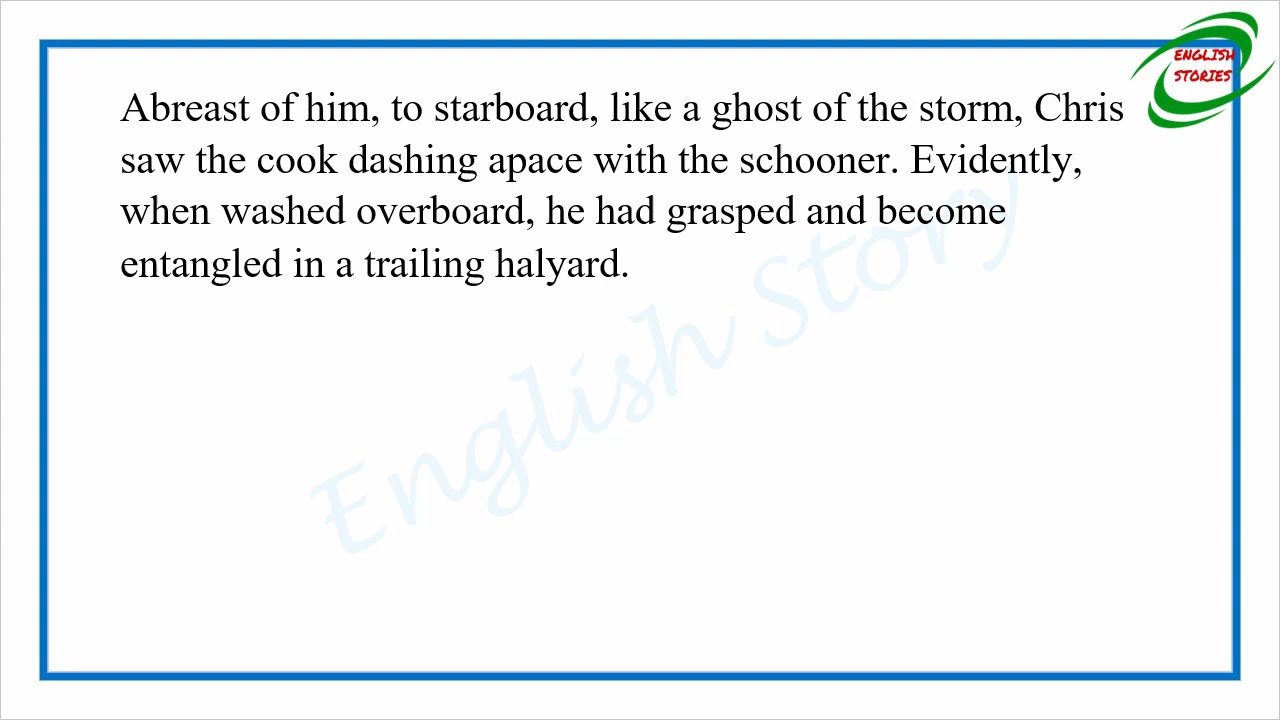 ENGLISH
STORIES
Abreast of him, to starboard, like a ghost of the storm, Chris
saw the cook dashing apace with the schooner. Evidently,
when washed overboard, he had grasped and become
entangled in a trailing halyard.
English Story